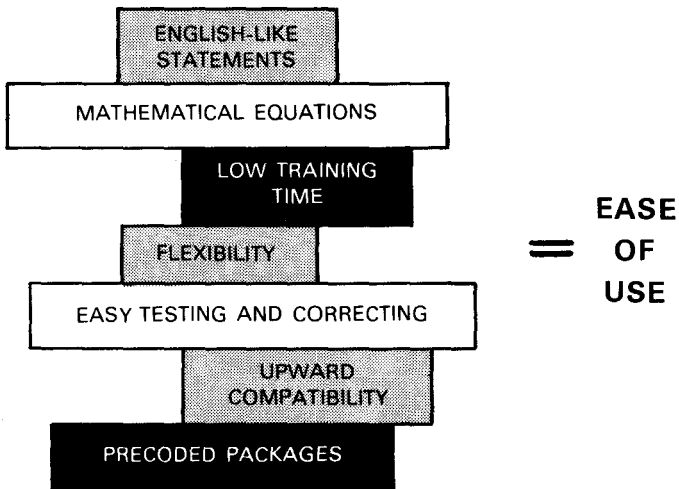 ENGLISH-LIKE
STATEMENTS
MATHEMATICAL EQUATIONS
LOW TRAINING
TIME
FLEXIBILITY
EASY TESTING AND CORRECTING
UPWARD
COMPATIBILITY
PRECODED PACKAGES
=
EASE
OF
USE